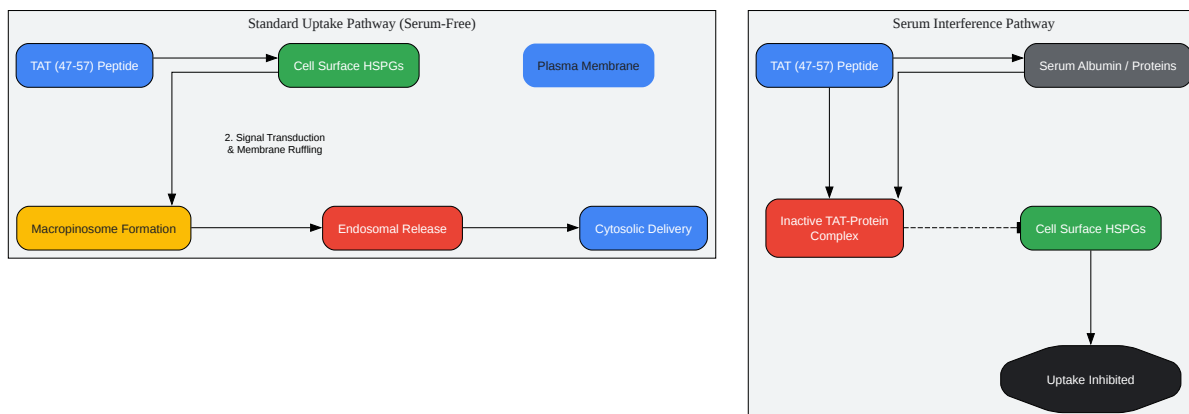 Standard Uptake Pathway (Serum-Free)
TAT (47-57) Peptide
Cell Surface HSPGs
Plasma Membrane
2. Signal Transduction
& Membrane Ruffling
Macropinosome Formation
Endosomal Release
Cytosolic Delivery
Serum Interference Pathway
TAT (47-57) Peptide
Serum Albumin / Proteins
Inactive TAT-Protein
Complex
Cell Surface HSPGs
Uptake Inhibited